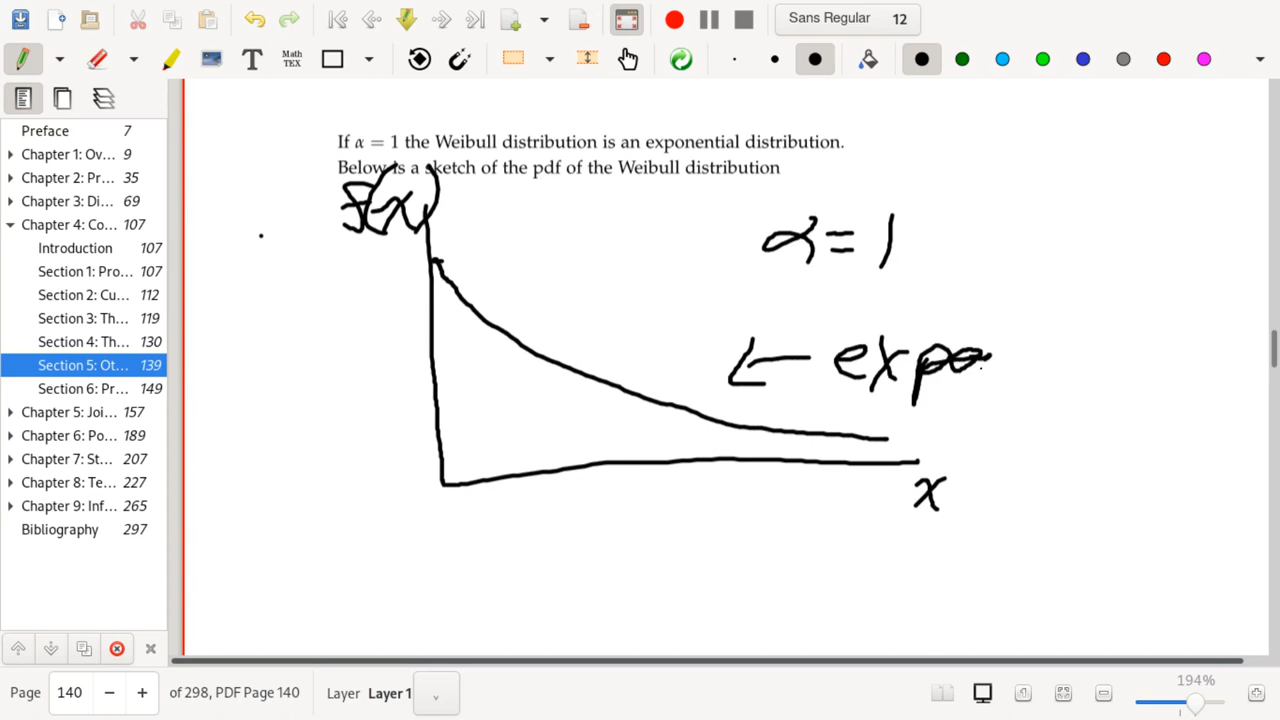 Sans Regular 12
T Math TEX
Preface 7
Chapter 1: Ov... 9
Chapter 2: Pr... 35
Chapter 3: Di... 69
Chapter 4: Co... 107
Introduction 107
Section 1: Pro... 107
Section 2: Cu... 112
Section 3: Th... 119
Section 4: Th... 130
Section 5: Ot... 139
Section 6: Pr... 149
Chapter 5: Joi... 157
Chapter 6: Po... 189
Chapter 7: St... 207
Chapter 8: Te... 227
Chapter 9: Inf... 265
Bibliography 297
If α = 1 the Weibull distribution is an exponential distribution.
Below is a sketch of the pdf of the Weibull distribution
f(x)
α = 1
← expo
x
Page 140 − + of 298, PDF Page 140 Layer Layer 1 194%